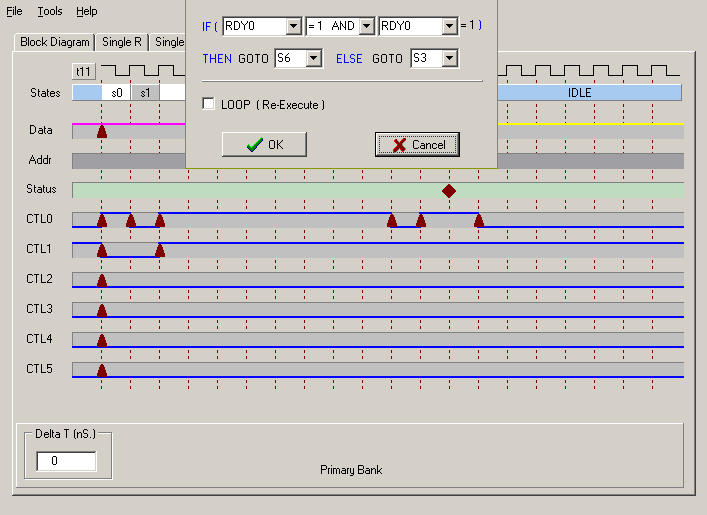 File Tools Help
IF ( RDY0 = 1 AND RDY0 = 1 )
Block Diagram Single R Single
THEN GOTO S6 ELSE GOTO S3
t11
States s0 s1 IDLE
LOOP ( Re-Execute )
Data
OK Cancel
Addr
Status
CTL0
CTL1
CTL2
CTL3
CTL4
CTL5
Delta T (nS.)
0
Primary Bank